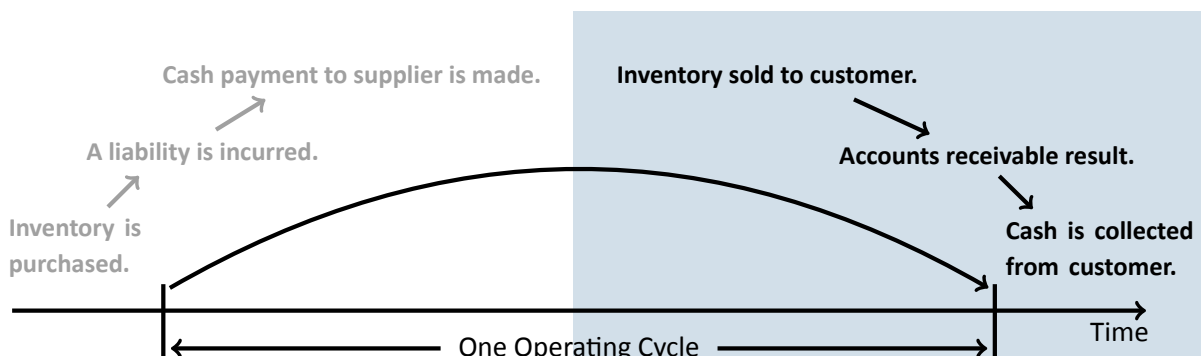 Cash payment to supplier is made.
Inventory sold to customer.
A liability is incurred.
Accounts receivable result.
Inventory is
purchased.
Cash is collected
from customer.
Time
One Operating Cycle